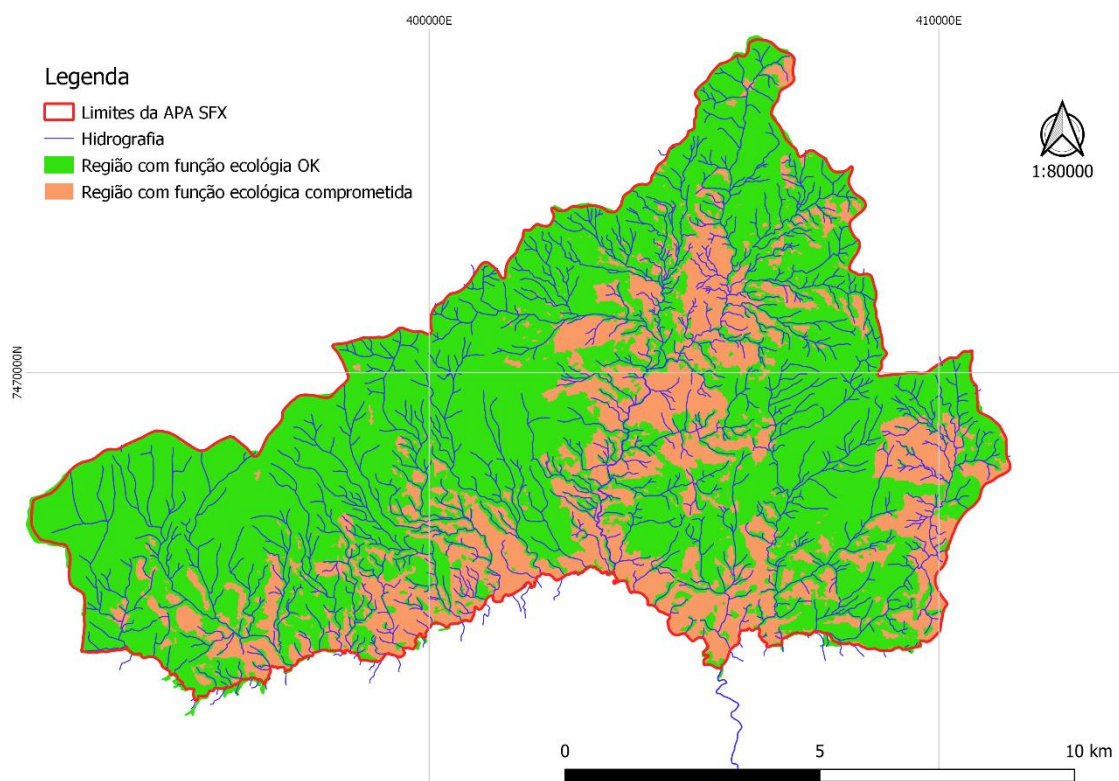 400000E
410000E
Legenda
Limites da APA SFX
Hidrografia
Região com função ecológia OK
Região com função ecológica comprometida
1:80000
7470000N
0
5
10 km